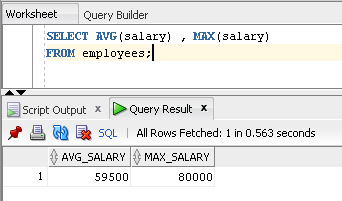 Worksheet Query Builder
SELECT AVG(salary) , MAX(salary)
FROM employees;
Script Output x Query Result x
SQL | All Rows Fetched: 1 in 0.563 seconds
AVG_SALARY MAX_SALARY
1 59500 80000